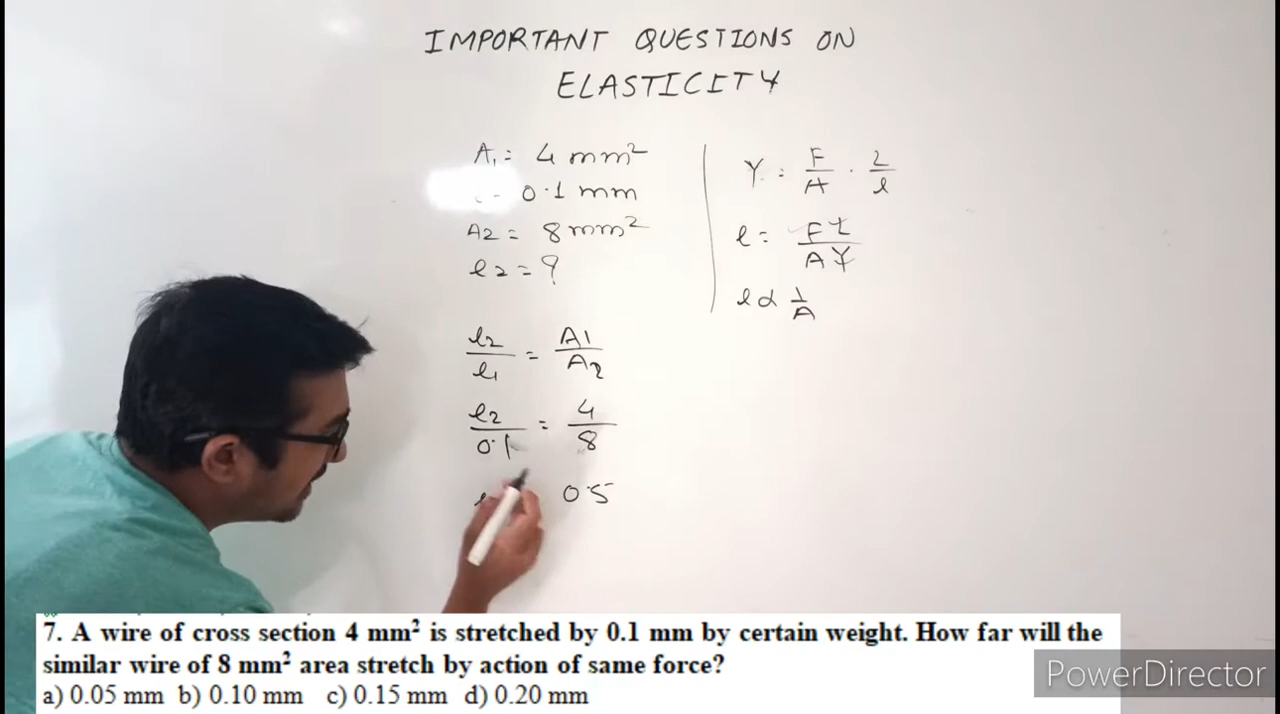 IMPORTANT QUESTIONS ON
ELASTICITY
A1 = 4 mm²
0.1 mm
A2 = 8 mm²
l2 = ?
l2/l1 = A1/A2
l2/0.1 = 4/8
0.5
Y = F/A . L/l
l = FL/AY
l ∝ 1/A
7. A wire of cross section 4 mm² is stretched by 0.1 mm by certain weight. How far will the
similar wire of 8 mm² area stretch by action of same force?
a) 0.05 mm b) 0.10 mm c) 0.15 mm d) 0.20 mm
PowerDirector